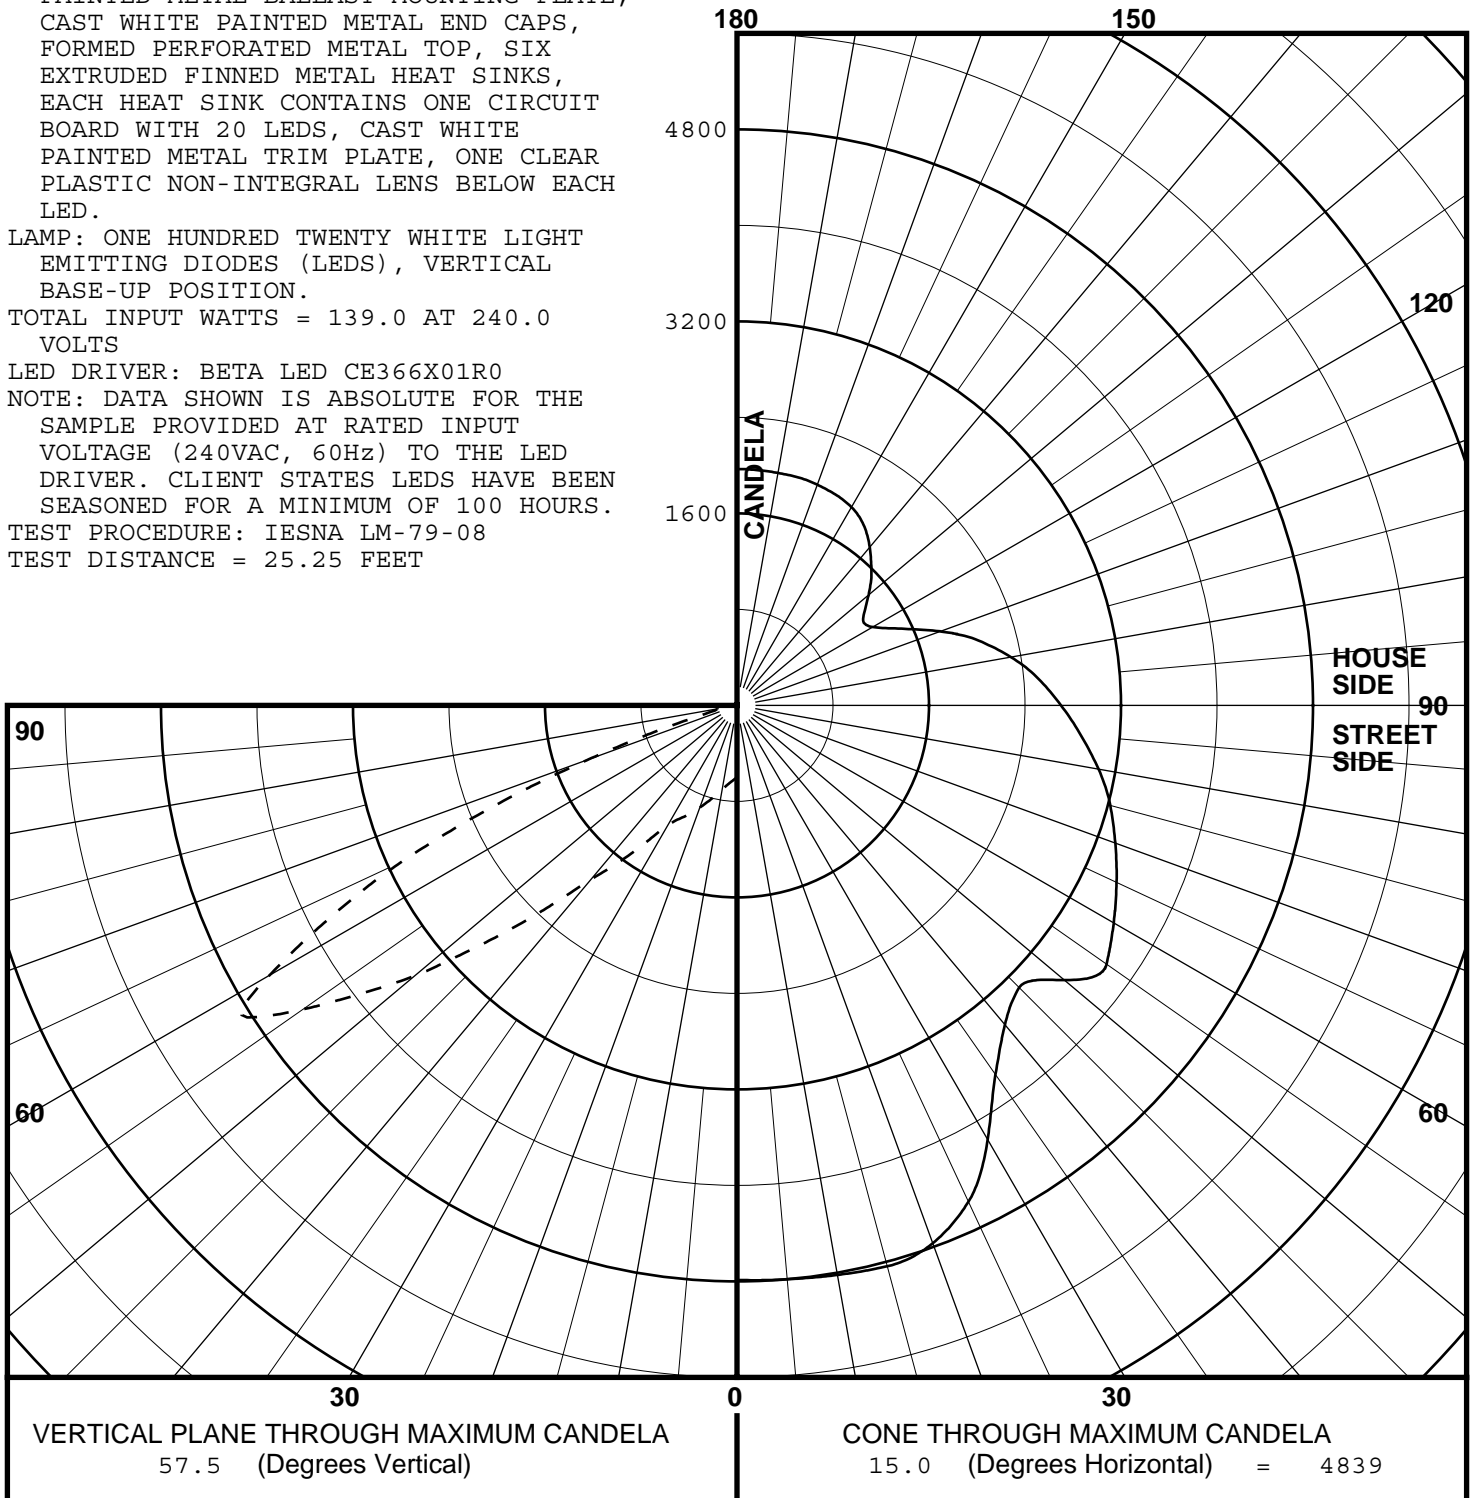 PAINTED METAL BALLAST MOUNTING PLATE,
CAST WHITE PAINTED METAL END CAPS,
FORMED PERFORATED METAL TOP, SIX
EXTRUDED FINNED METAL HEAT SINKS,
EACH HEAT SINK CONTAINS ONE CIRCUIT
BOARD WITH 20 LEDS, CAST WHITE
PAINTED METAL TRIM PLATE, ONE CLEAR
PLASTIC NON-INTEGRAL LENS BELOW EACH
LED.
LAMP: ONE HUNDRED TWENTY WHITE LIGHT
EMITTING DIODES (LEDS), VERTICAL
BASE-UP POSITION.
TOTAL INPUT WATTS = 139.0 AT 240.0
VOLTS
LED DRIVER: BETA LED CE366X01R0
NOTE: DATA SHOWN IS ABSOLUTE FOR THE
SAMPLE PROVIDED AT RATED INPUT
VOLTAGE (240VAC, 60Hz) TO THE LED
DRIVER. CLIENT STATES LEDS HAVE BEEN
SEASONED FOR A MINIMUM OF 100 HOURS.
TEST PROCEDURE: IESNA LM-79-08
TEST DISTANCE = 25.25 FEET
180
150
4800
120
3200
CANDELA
1600
HOUSE
SIDE
90
90
STREET
SIDE
60
60
30
0
30
VERTICAL PLANE THROUGH MAXIMUM CANDELA
57.5 (Degrees Vertical)
CONE THROUGH MAXIMUM CANDELA
15.0 (Degrees Horizontal) = 4839